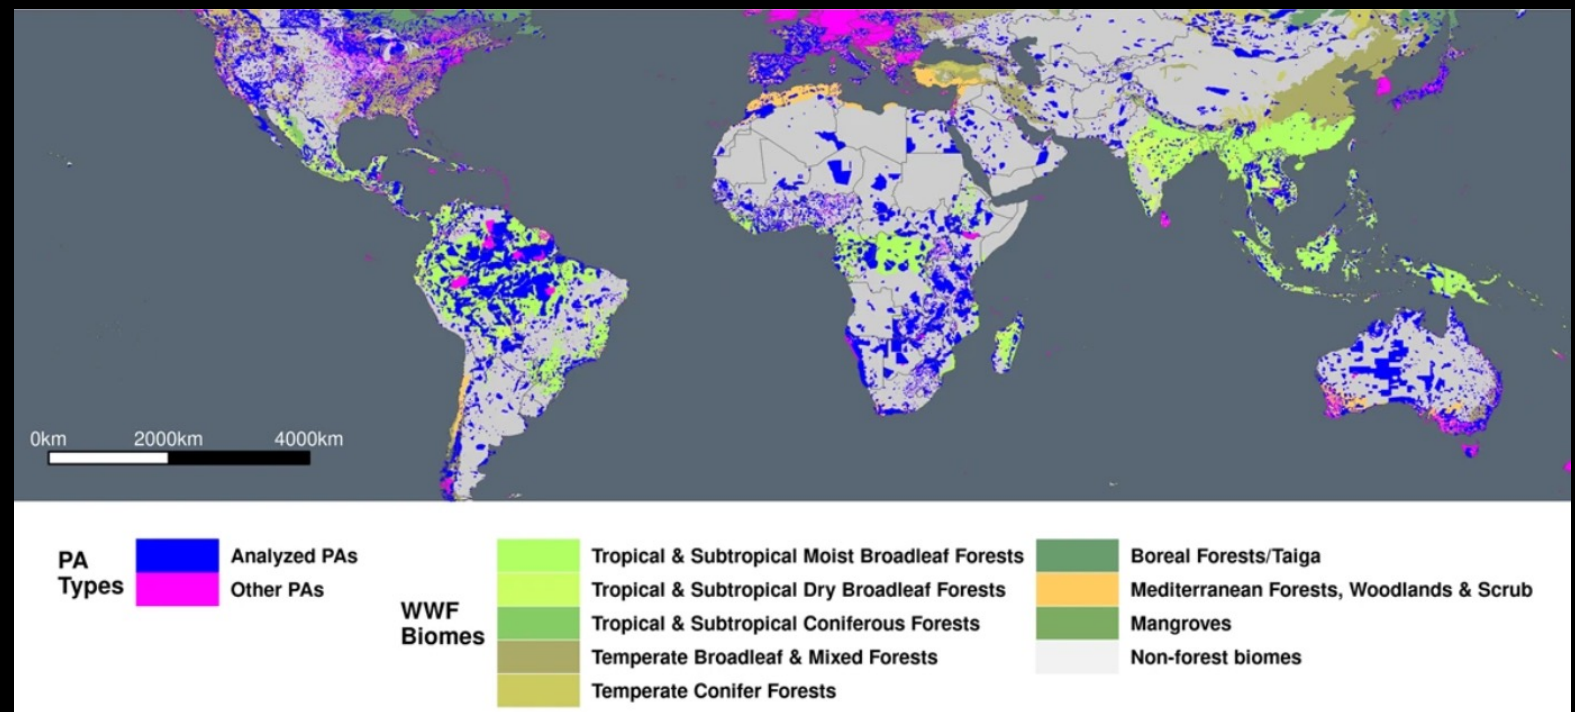 0km 2000km 4000km
PA
Types
Analyzed PAs
Other PAs
WWF
Biomes
Tropical & Subtropical Moist Broadleaf Forests
Tropical & Subtropical Dry Broadleaf Forests
Tropical & Subtropical Coniferous Forests
Temperate Broadleaf & Mixed Forests
Temperate Conifer Forests
Boreal Forests/Taiga
Mediterranean Forests, Woodlands & Scrub
Mangroves
Non-forest biomes